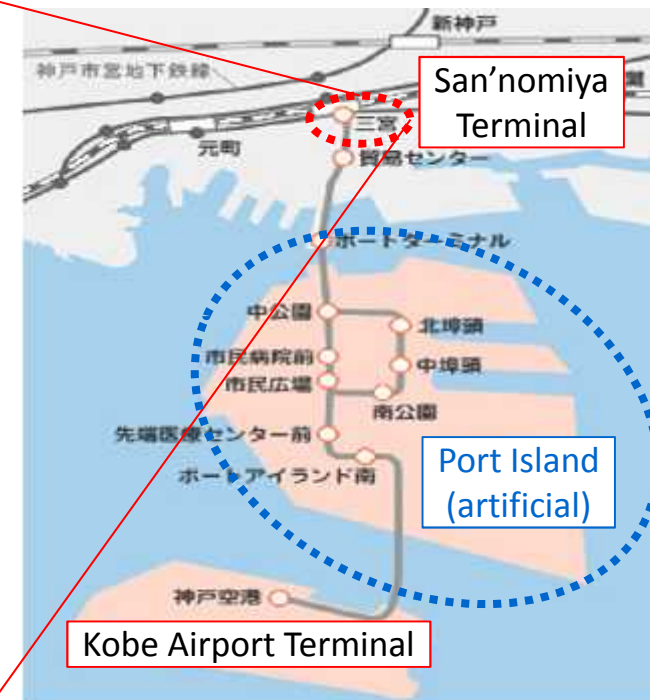 新神戸
神戸市営地下鉄線
San'nomiya
Terminal
三宮
元町
貿易センター
ポートターミナル
中公園
北埠頭
市民病院前
中埠頭
市民広場
南公園
先端医療センター前
ポートアイランド南
Port Island
(artificial)
神戸空港
Kobe Airport Terminal